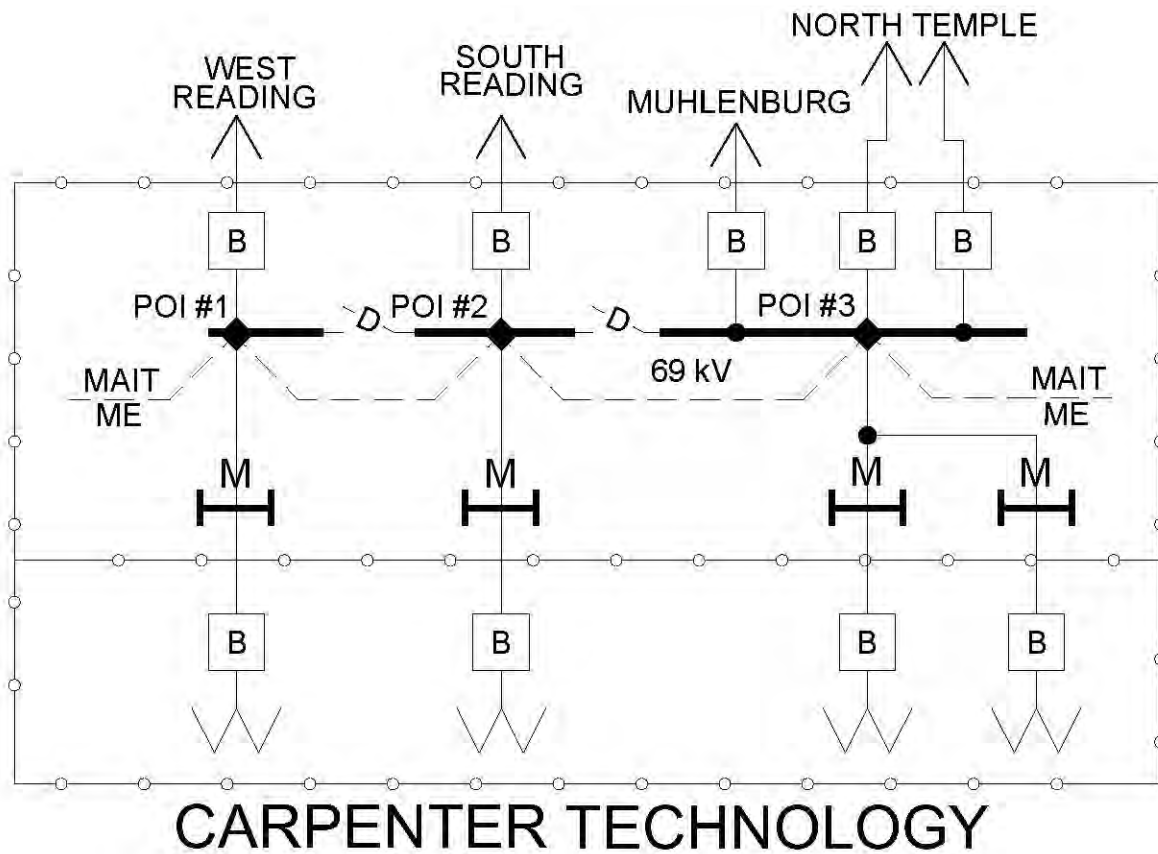 NORTH TEMPLE
WEST
READING
SOUTH
READING
MUHLENBURG
B
B
B
B
B
POI #1
D
POI #2
D
POI #3
69 kV
MAIT
ME
MAIT
ME
M
M
M
M
B
B
B
B
CARPENTER TECHNOLOGY